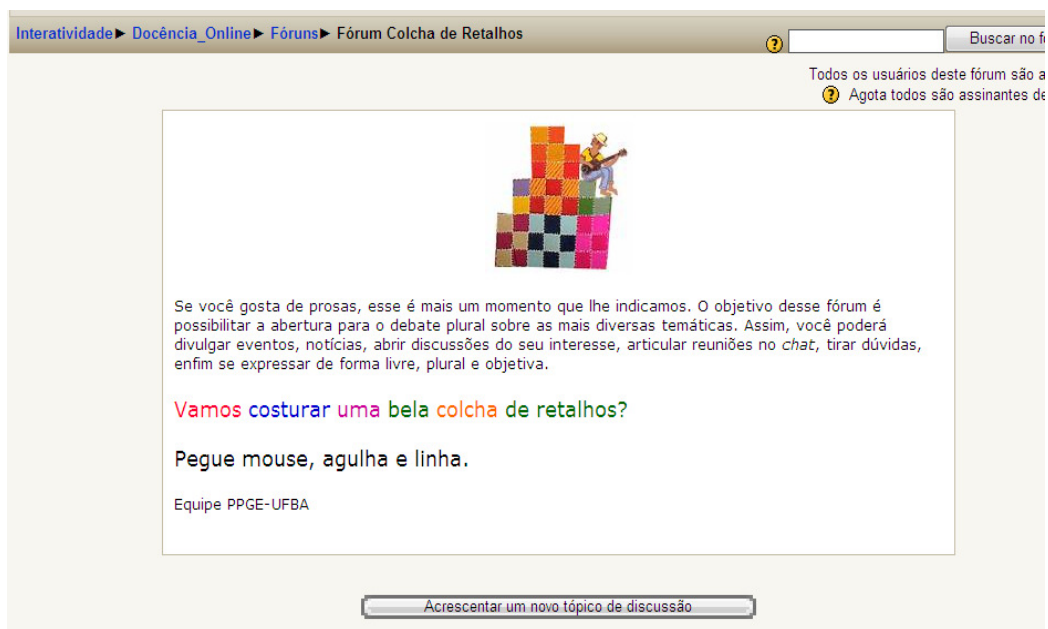 Interatividade► Docência_Online► Fóruns► Fórum Colcha de Retalhos
Buscar no
Todos os usuários deste fórum são
Agota todos são assinantes
Se você gosta de prosas, esse é mais um momento que lhe indicamos. O objetivo desse fórum é
possibilitar a abertura para o debate plural sobre as mais diversas temáticas. Assim, você poderá
divulgar eventos, notícias, abrir discussões do seu interesse, articular reuniões no chat, tirar dúvidas,
enfim se expressar de forma livre, plural e objetiva.
Vamos costurar uma bela colcha de retalhos?
Pegue mouse, agulha e linha.
Equipe PPGE-UFBA
Acrescentar um novo tópico de discussão